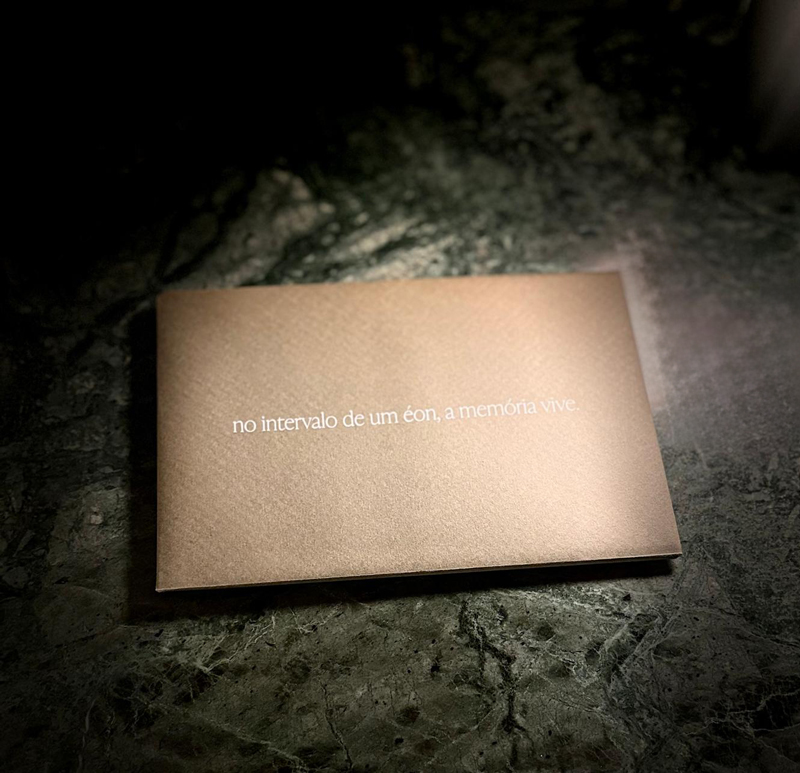 no intervalo de um éon, a memória vive.